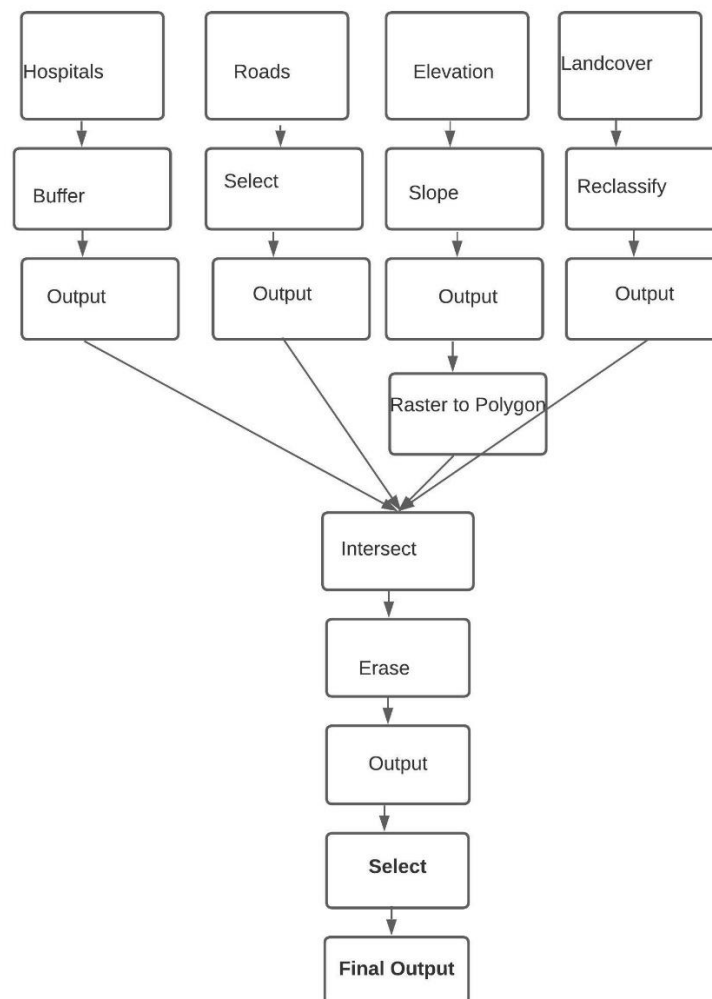 Hospitals
Roads
Elevation
Landcover
Buffer
Select
Slope
Reclassify
Output
Output
Output
Output
Raster to Polygon
Intersect
Erase
Output
Select
Final Output